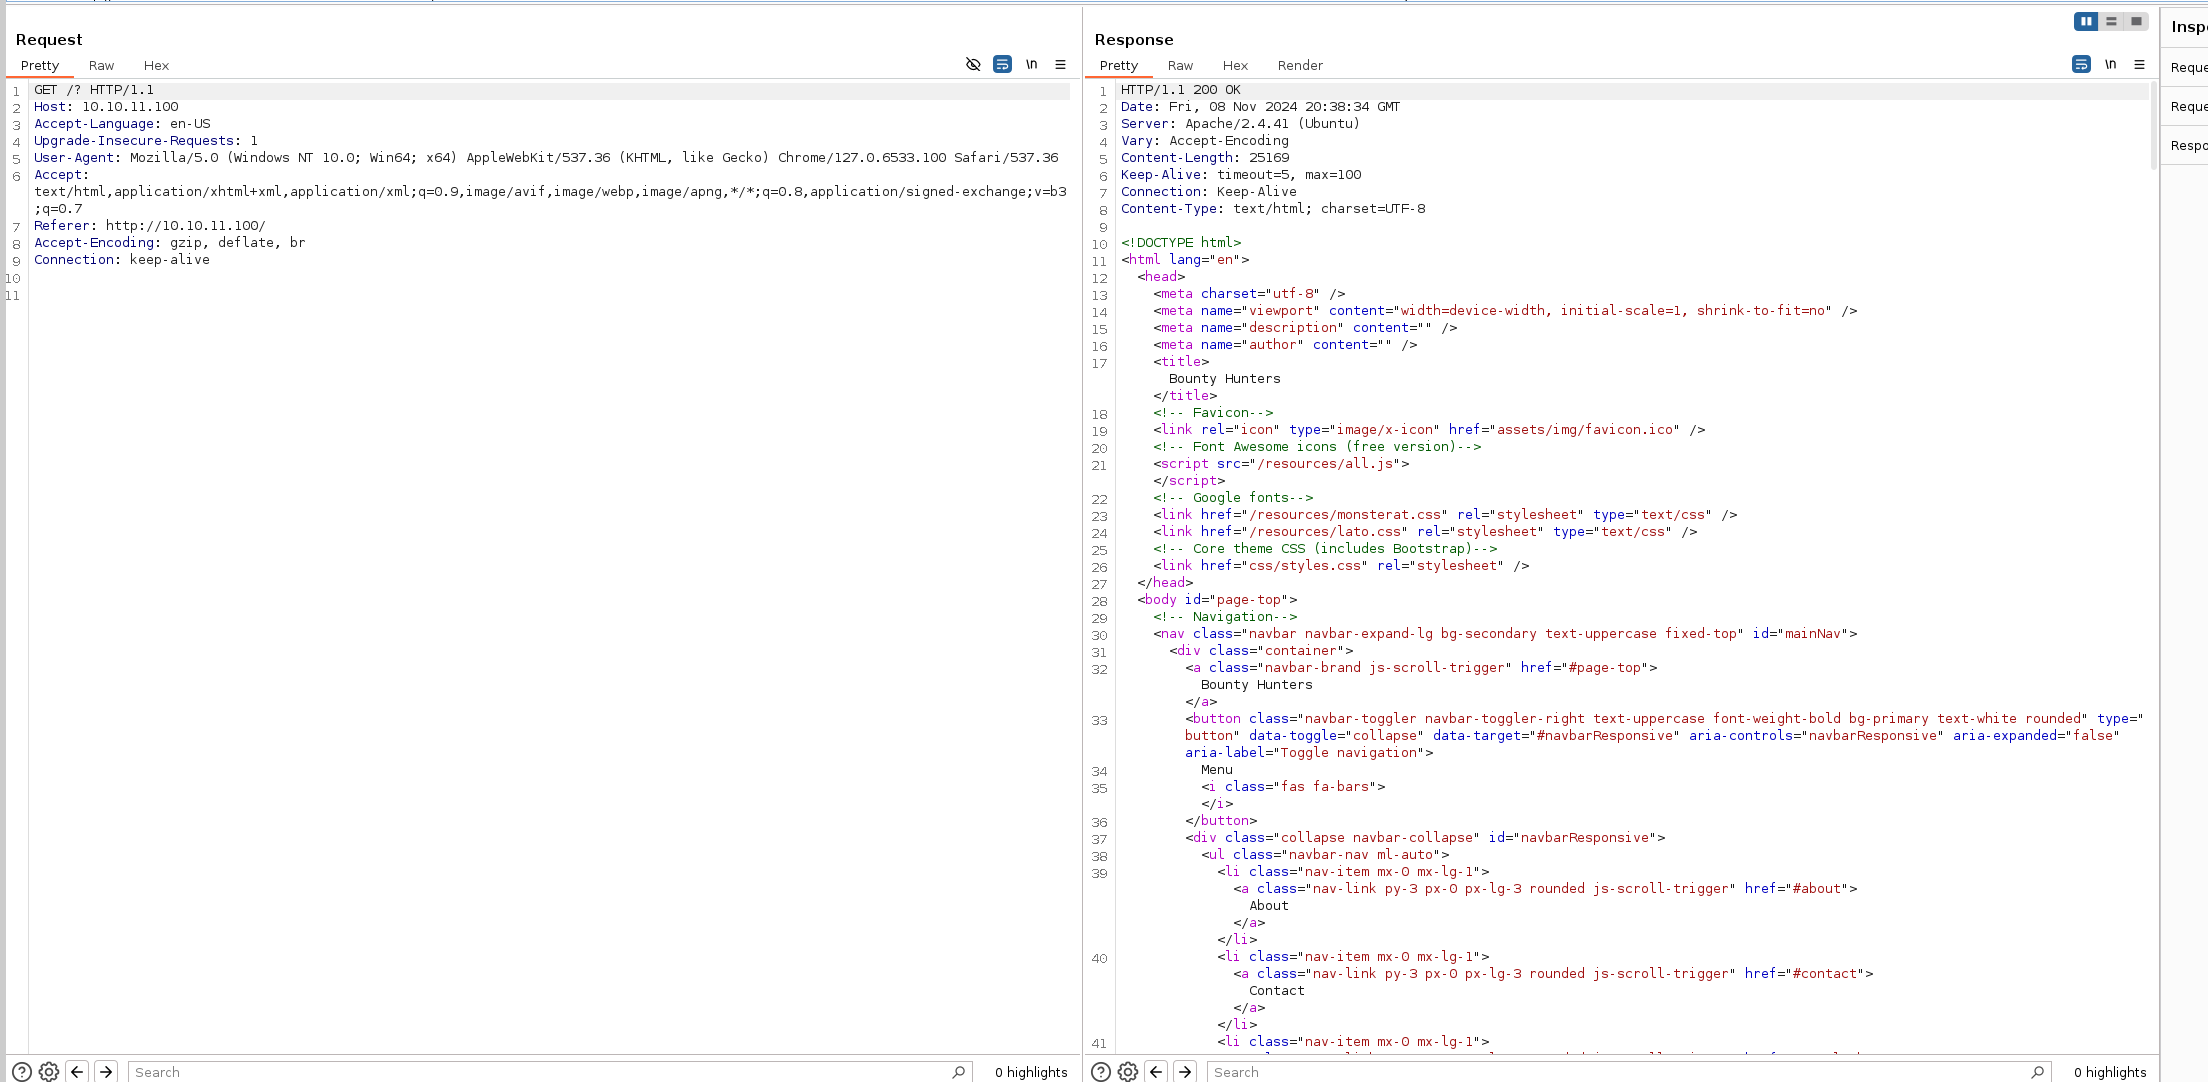 Request
Pretty Raw Hex \n
1 GET /? HTTP/1.1
2 Host: 10.10.11.100
3 Accept-Language: en-US
4 Upgrade-Insecure-Requests: 1
5 User-Agent: Mozilla/5.0 (Windows NT 10.0; Win64; x64) AppleWebKit/537.36 (KHTML, like Gecko) Chrome/127.0.6533.100 Safari/537.36
6 Accept:
text/html,application/xhtml+xml,application/xml;q=0.9,image/avif,image/webp,image/apng,*/*;q=0.8,application/signed-exchange;v=b3
;q=0.7
7 Referer: http://10.10.11.100/
8 Accept-Encoding: gzip, deflate, br
9 Connection: keep-alive
10
11
Search 0 highlights
Response
Pretty Raw Hex Render \n
1 HTTP/1.1 200 OK
2 Date: Fri, 08 Nov 2024 20:38:34 GMT
3 Server: Apache/2.4.41 (Ubuntu)
4 Vary: Accept-Encoding
5 Content-Length: 25169
6 Keep-Alive: timeout=5, max=100
7 Connection: Keep-Alive
8 Content-Type: text/html; charset=UTF-8
9
10 <!DOCTYPE html>
11 <html lang="en">
12 <head>
13 <meta charset="utf-8" />
14 <meta name="viewport" content="width=device-width, initial-scale=1, shrink-to-fit=no" />
15 <meta name="description" content="" />
16 <meta name="author" content="" />
17 <title>
Bounty Hunters
</title>
18 <!-- Favicon-->
19 <link rel="icon" type="image/x-icon" href="assets/img/favicon.ico" />
20 <!-- Font Awesome icons (free version)-->
21 <script src="/resources/all.js">
</script>
22 <!-- Google fonts-->
23 <link href="/resources/monsterat.css" rel="stylesheet" type="text/css" />
24 <link href="/resources/lato.css" rel="stylesheet" type="text/css" />
25 <!-- Core theme CSS (includes Bootstrap)-->
26 <link href="css/styles.css" rel="stylesheet" />
27 </head>
28 <body id="page-top">
29 <!-- Navigation-->
30 <nav class="navbar navbar-expand-lg bg-secondary text-uppercase fixed-top" id="mainNav">
31 <div class="container">
32 <a class="navbar-brand js-scroll-trigger" href="#page-top">
Bounty Hunters
</a>
33 <button class="navbar-toggler navbar-toggler-right text-uppercase font-weight-bold bg-primary text-white rounded" type="
button" data-toggle="collapse" data-target="#navbarResponsive" aria-controls="navbarResponsive" aria-expanded="false"
aria-label="Toggle navigation">
34 Menu
35 <i class="fas fa-bars">
</i>
36 </button>
37 <div class="collapse navbar-collapse" id="navbarResponsive">
38 <ul class="navbar-nav ml-auto">
39 <li class="nav-item mx-0 mx-lg-1">
<a class="nav-link py-3 px-0 px-lg-3 rounded js-scroll-trigger" href="#about">
About
</a>
</li>
40 <li class="nav-item mx-0 mx-lg-1">
<a class="nav-link py-3 px-0 px-lg-3 rounded js-scroll-trigger" href="#contact">
Contact
</a>
</li>
41 <li class="nav-item mx-0 mx-lg-1">
Search 0 highlights
Inspe
Reque
Reque
Respo